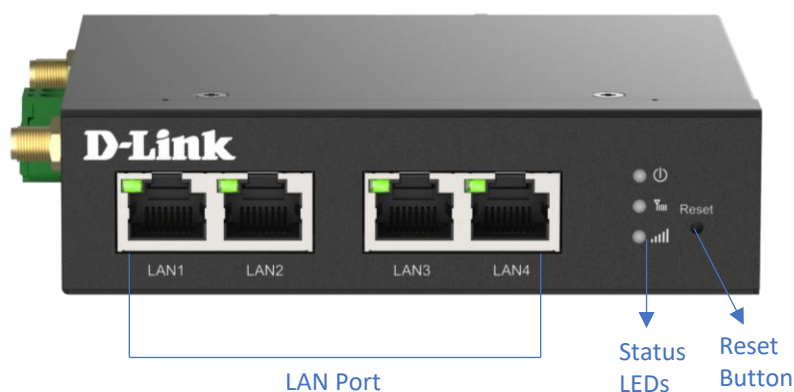 D-Link
Reset
LAN1 LAN2 LAN3 LAN4
LAN Port
Status
LEDs
Reset
Button